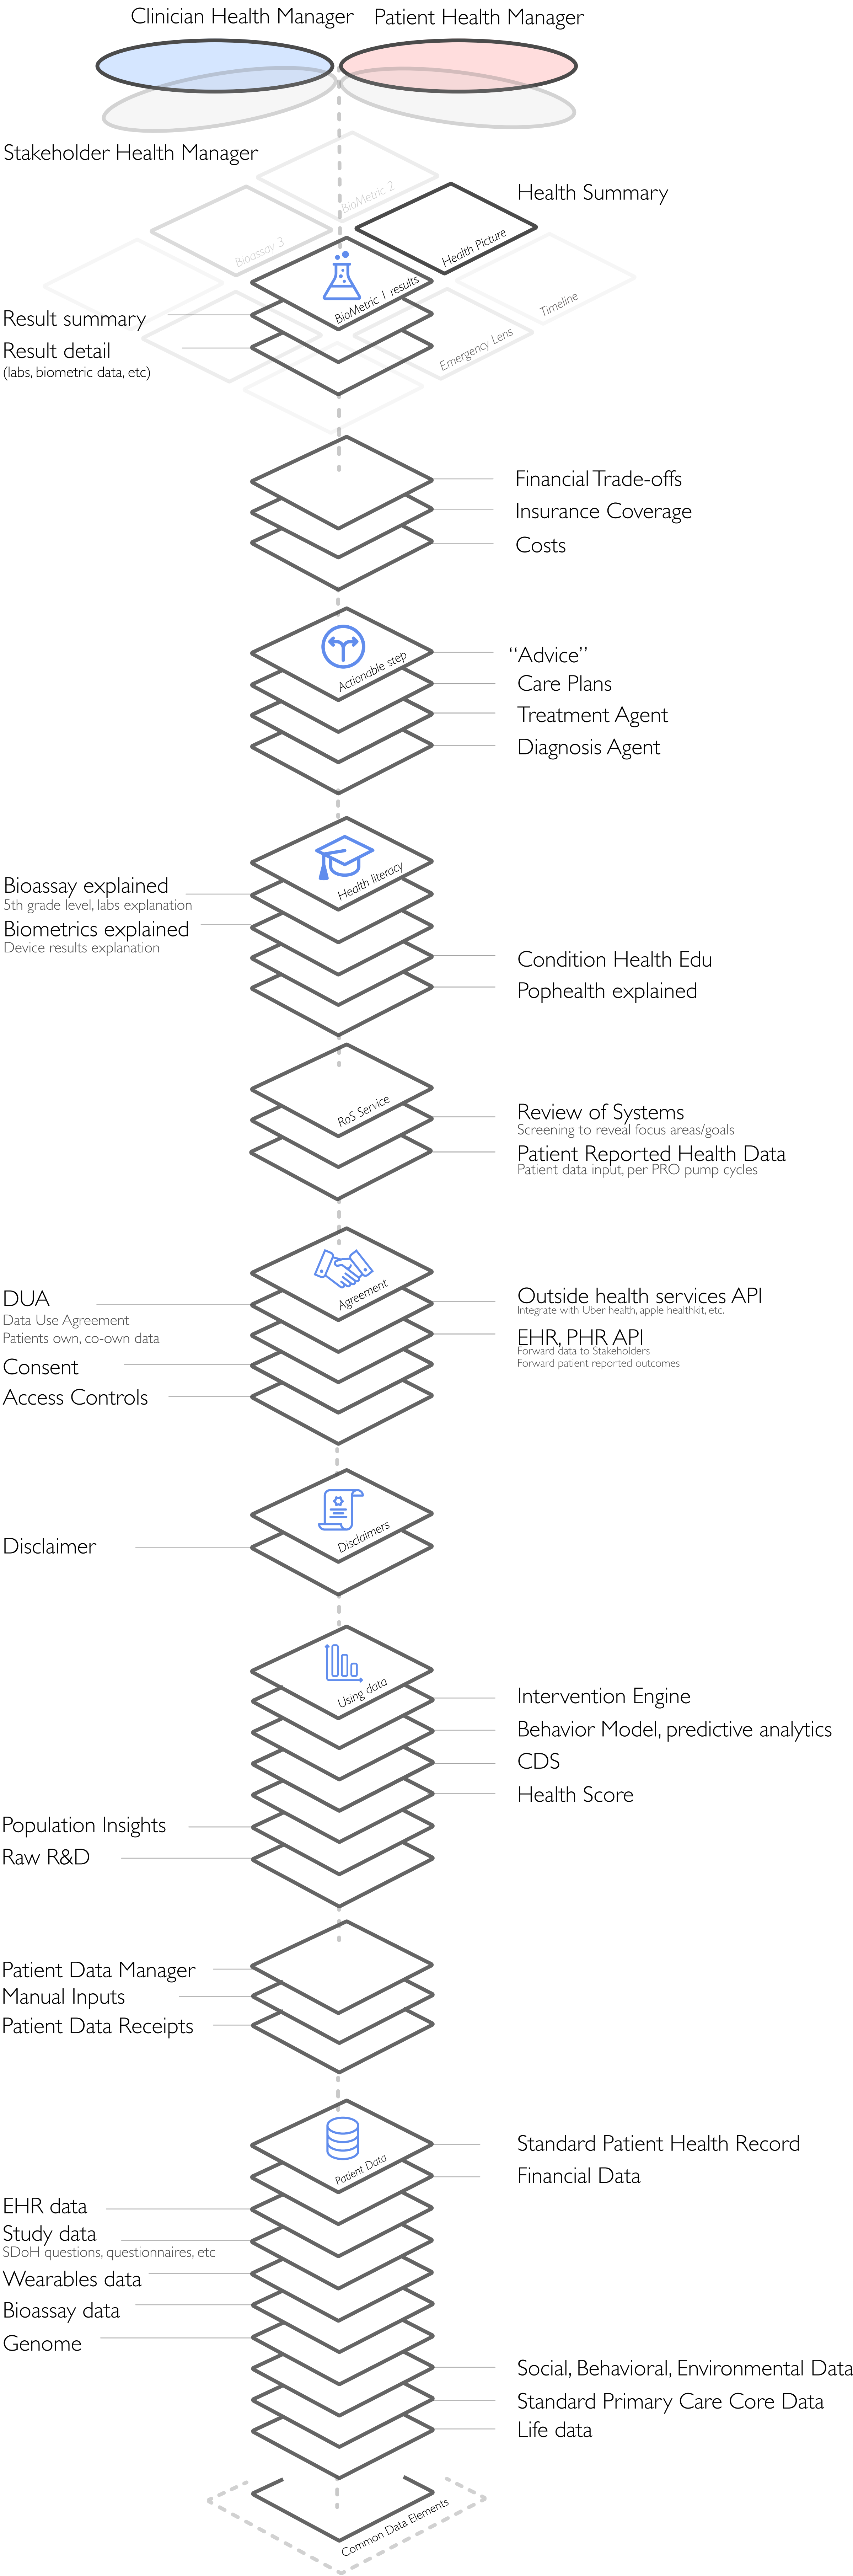 Clinician Health Manager
Patient Health Manager
Stakeholder Health Manager
BioMetric 2
Health Summary
Bioassay 3
Health Picture
BioMetric 1 results
Timeline
Result summary
Emergency Lens
Result detail
(labs, biometric data, etc)
Financial Trade-offs
Insurance Coverage
Costs
Actionable step
“Advice”
Care Plans
Treatment Agent
Diagnosis Agent
Health literacy
Bioassay explained
5th grade level, labs explanation
Biometrics explained
Device results explanation
Condition Health Edu
Pophealth explained
RoS Service
Review of Systems
Screening to reveal focus areas/goals
Patient Reported Health Data
Patient data input, per PRO pump cycles
Agreement
DUA
Data Use Agreement
Patients own, co-own data
Consent
Access Controls
Outside health services API
Integrate with Uber health, apple healthkit, etc.
EHR, PHR API
Forward data to Stakeholders
Forward patient reported outcomes
Disclaimers
Disclaimer
Using data
Intervention Engine
Behavior Model, predictive analytics
CDS
Health Score
Population Insights
Raw R&D
Patient Data Manager
Manual Inputs
Patient Data Receipts
Patient Data
Standard Patient Health Record
Financial Data
EHR data
Study data
SDoH questions, questionnaires, etc
Wearables data
Bioassay data
Genome
Social, Behavioral, Environmental Data
Standard Primary Care Core Data
Life data
Common Data Elements